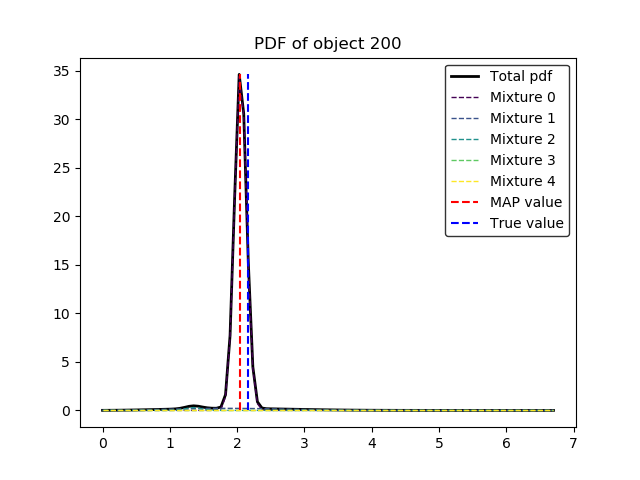 PDF of object 200
35
30
25
20
15
10
5
0
0 1 2 3 4 5 6 7
Total pdf
Mixture 0
Mixture 1
Mixture 2
Mixture 3
Mixture 4
MAP value
True value